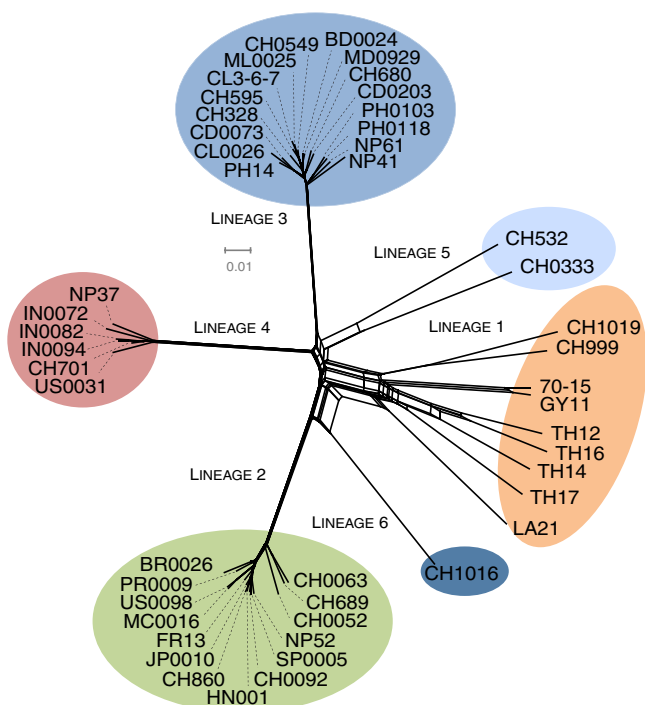 CH0549
BD0024
ML0025
MD0929
CL3-6-7
CH680
CH595
CD0203
CH328
PH0103
CD0073
PH0118
CL0026
NP61
PH14
NP41
LINEAGE 3
0.01
LINEAGE 5
CH532
CH0333
NP37
IN0072
IN0082
IN0094
CH701
US0031
LINEAGE 4
LINEAGE 1
CH1019
CH999
70-15
GY11
TH12
TH16
TH14
TH17
LA21
LINEAGE 2
LINEAGE 6
CH1016
BR0026
PR0009
US0098
MC0016
FR13
JP0010
CH860
HN001
CH0063
CH689
CH0052
NP52
SP0005
CH0092